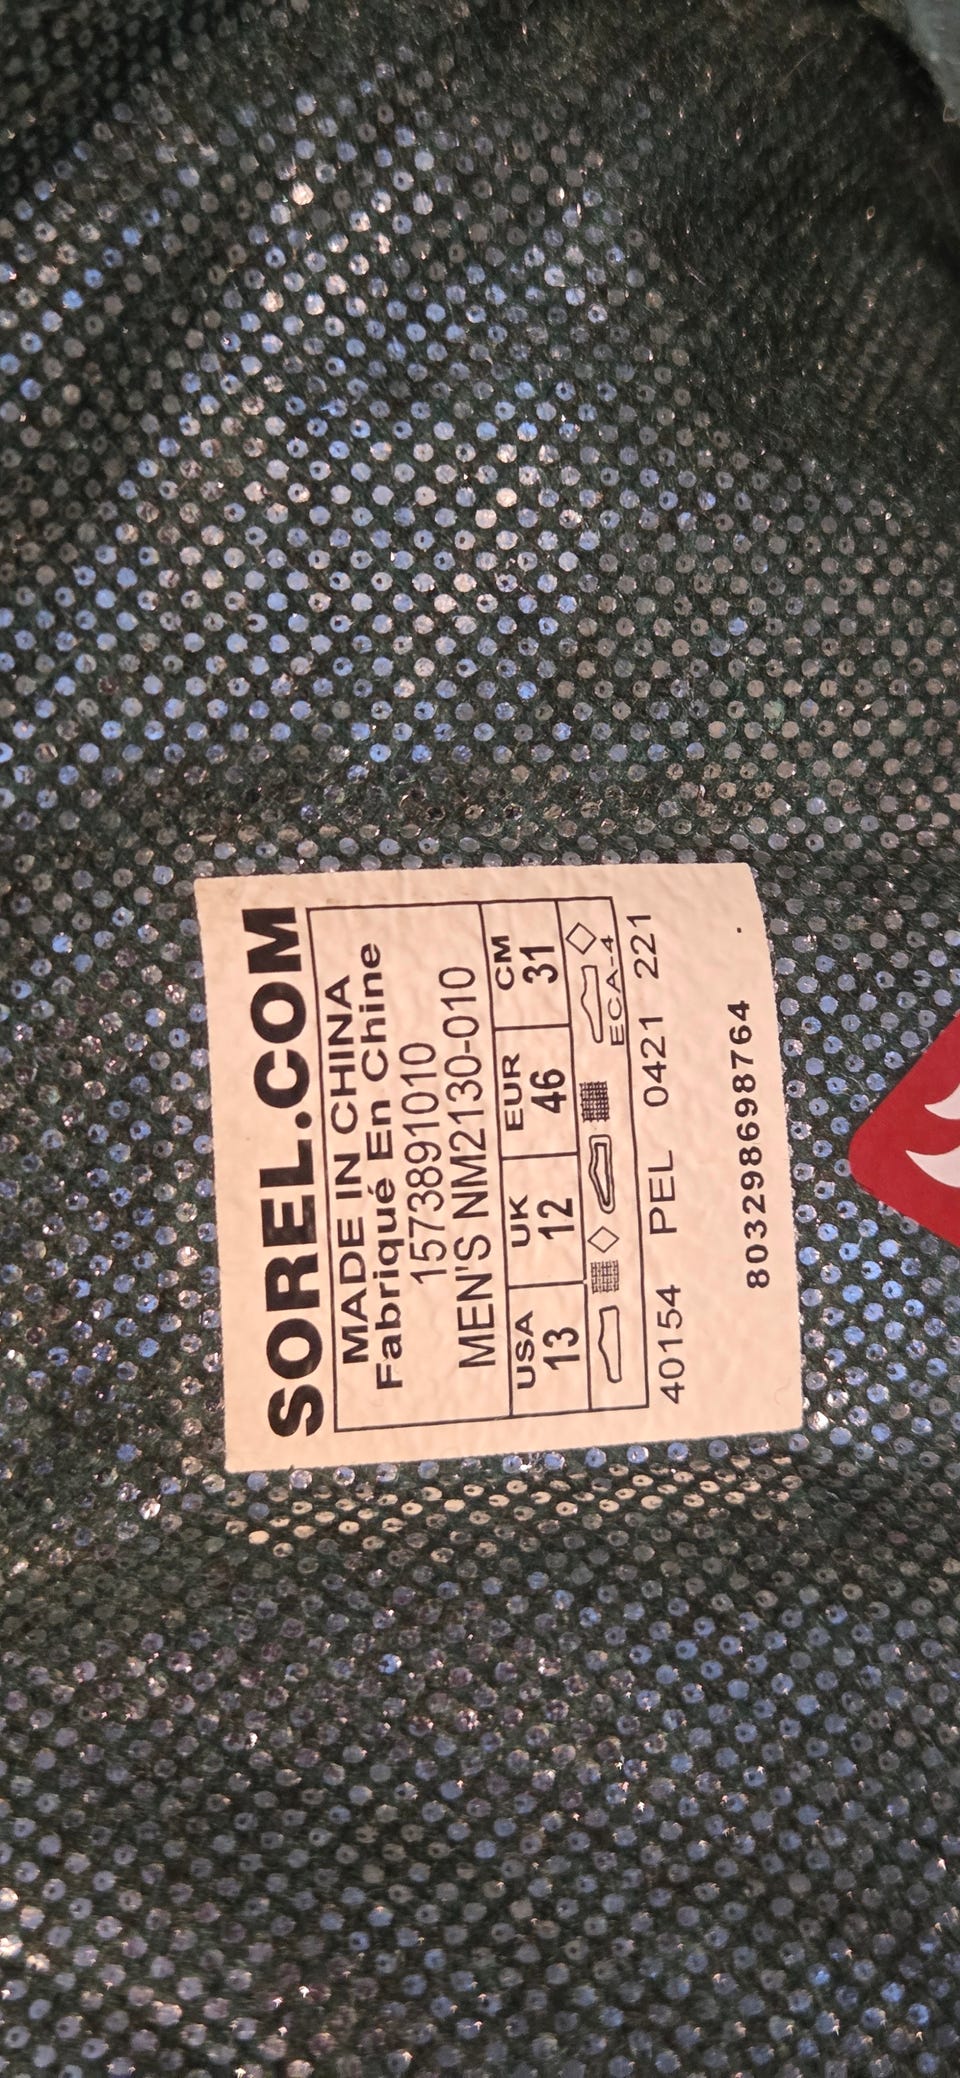 SOREL.COM
MADE IN CHINA
Fabriqué En Chine
1573891010
MEN'S NM2130-010
USA UK EUR CM
13 12 46 31
ECA-4
40154 PEL 0421 221
803298698764